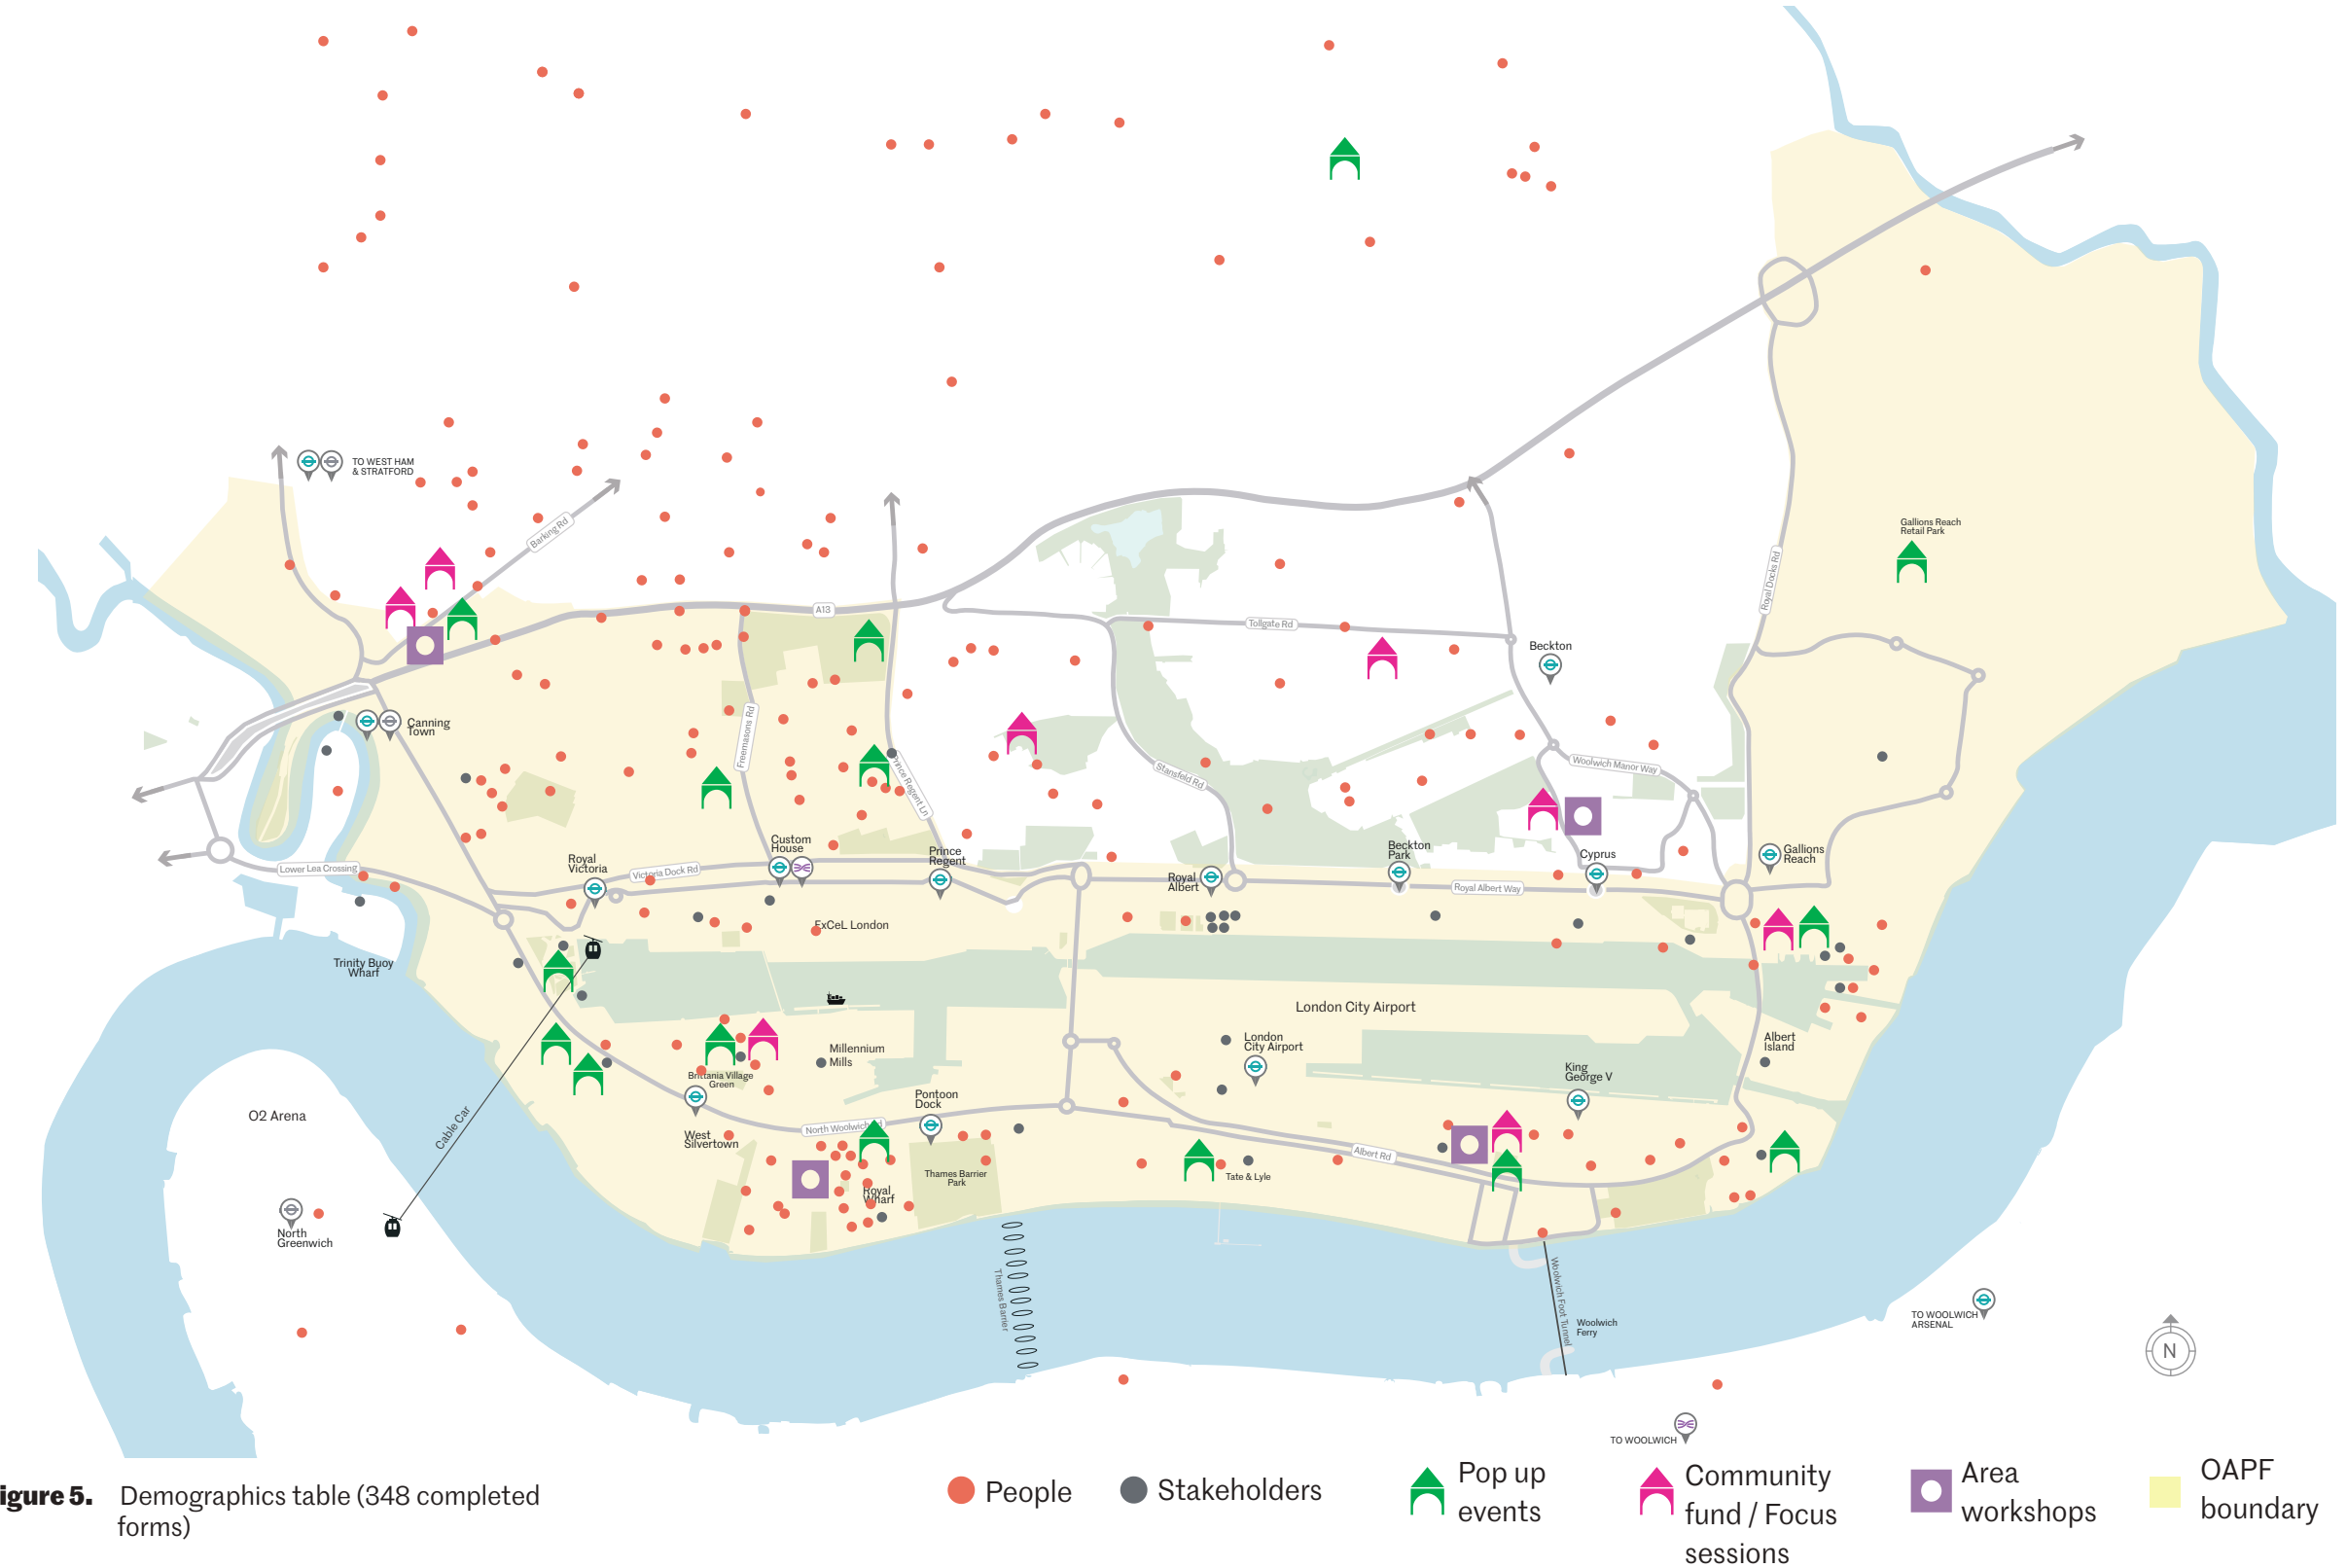 TO WEST HAM
& STRATFORD
Barking Rd
Gallions Reach
Retail Park
A13
Tollgate Rd
Royal Docks Rd
Beckton
Canning
Town
Freemasons Rd
Prince Regent Ln
Stansfeld Rd
Woolwich Manor Way
Custom
House
Prince
Regent
Beckton
Park
Cyprus
Gallions
Reach
Royal
Victoria
Victoria Dock Rd
Lower Lea Crossing
Royal
Albert
Royal Albert Way
ExCeL London
Trinity Buoy
Wharf
London City Airport
London
City Airport
Albert
Island
Millennium
Mills
King
George V
Brittania Village
Green
Pontoon
Dock
O2 Arena
Cable Car
West
Silvertown
North Woolwich
Albert Rd
Thames Barrier
Park
Tate & Lyle
Royal
Wharf
North
Greenwich
Thames Barrier
Woolwich Foot Tunnel
Woolwich
Ferry
TO WOOLWICH
ARSENAL
N
TO WOOLWICH
igure 5. Demographics table (348 completed
forms)
People
Stakeholders
Pop up
events
Community
fund / Focus
sessions
Area
workshops
OAPF
boundary